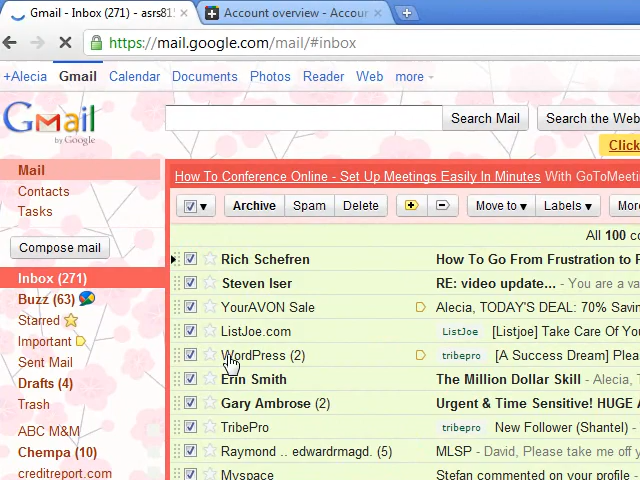 Gmail - Inbox (271) - asrs815
Account overview - Accour
https://mail.google.com/mail/#inbox
+Alecia Gmail Calendar Documents Photos Reader Web more
Gmail by Google
Search Mail Search the Web
Click
Mail
Contacts
Tasks
How To Conference Online - Set Up Meetings Easily In Minutes With GoToMeeti
Archive Spam Delete Move to Labels More
Compose mail
All 100 co
Inbox (271)
Buzz (63)
Starred
Important
Sent Mail
Drafts (4)
Trash
ABC M&M
Chempa (10)
creditreport.com
Rich Schefren How To Go From Frustration to F
Steven Iser RE: video update... - You are a va
YourAVON Sale Alecia, TODAY'S DEAL: 70% Savin
ListJoe.com ListJoe [Listjoe] Take Care Of You
WordPress (2) tribepro [A Success Dream] Plea
Erin Smith The Million Dollar Skill - Alecia,
Gary Ambrose (2) Urgent & Time Sensitive! HUGE A
TribePro tribepro New Follower (Shantel) -
Raymond .. edwardmragd. (5) MLSP - David, Please take me off y
Myspace Stefan commented on your profile -